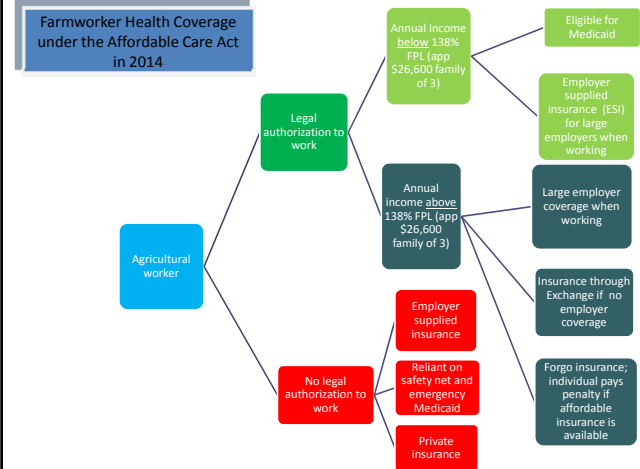 Farmworker Health Coverage
under the Affordable Care Act
in 2014
Annual income
below 138%
FPL (app
$26,600 family
of 3)
Eligible for
Medicaid
Employer
supplied
insurance (ESI)
for large
employers when
working
Legal
authorization to
work
Annual
income above
138% FPL (app
$26,600
family of 3)
Large employer
coverage when
working
Insurance through
Exchange if no
employer
coverage
Forgo insurance;
individual pays
penalty if
affordable
insurance is
available
Agricultural
worker
No legal
authorization to
work
Employer
supplied
insurance
Reliant on
safety net and
emergency
Medicaid
Private
insurance